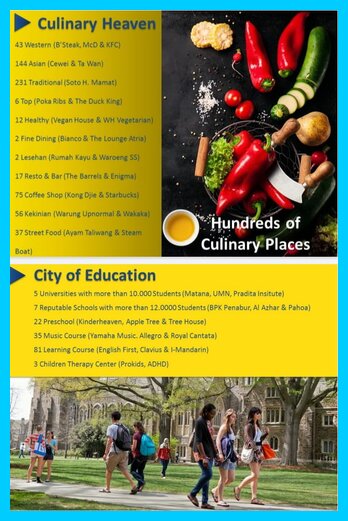 Culinary Heaven
43 Western (B'Steak, McD & KFC)
144 Asian (Cewei & Ta Wan)
231 Traditional (Soto H. Mamat)
6 Top (Poka Ribs & The Duck King)
12 Healthy (Vegan House & WH Vegetarian)
2 Fine Dining (Bianco & The Lounge Atria)
2 Lesehan (Rumah Kayu & Waroeng SS)
17 Resto & Bar (The Barrels & Enigma)
75 Coffee Shop (Kong Djie & Starbucks)
56 Kekinian (Warung Upnormal & Wakaka)
37 Street Food (Ayam Taliwang & Steam
Boat)
Hundreds of
Culinary Places
City of Education
5 Universities with more than 10.000 Students (Matana, UMN, Pradita Insitute)
7 Reputable Schools with more than 12.0000 Students (BPK Penabur, Al Azhar & Pahoa)
22 Preschool (Kinderheaven, Apple Tree & Tree House)
35 Music Course (Yamaha Music. Allegro & Royal Cantata)
81 Learning Course (English First, Clavius & I-Mandarin)
3 Children Therapy Center (Prokids, ADHD)